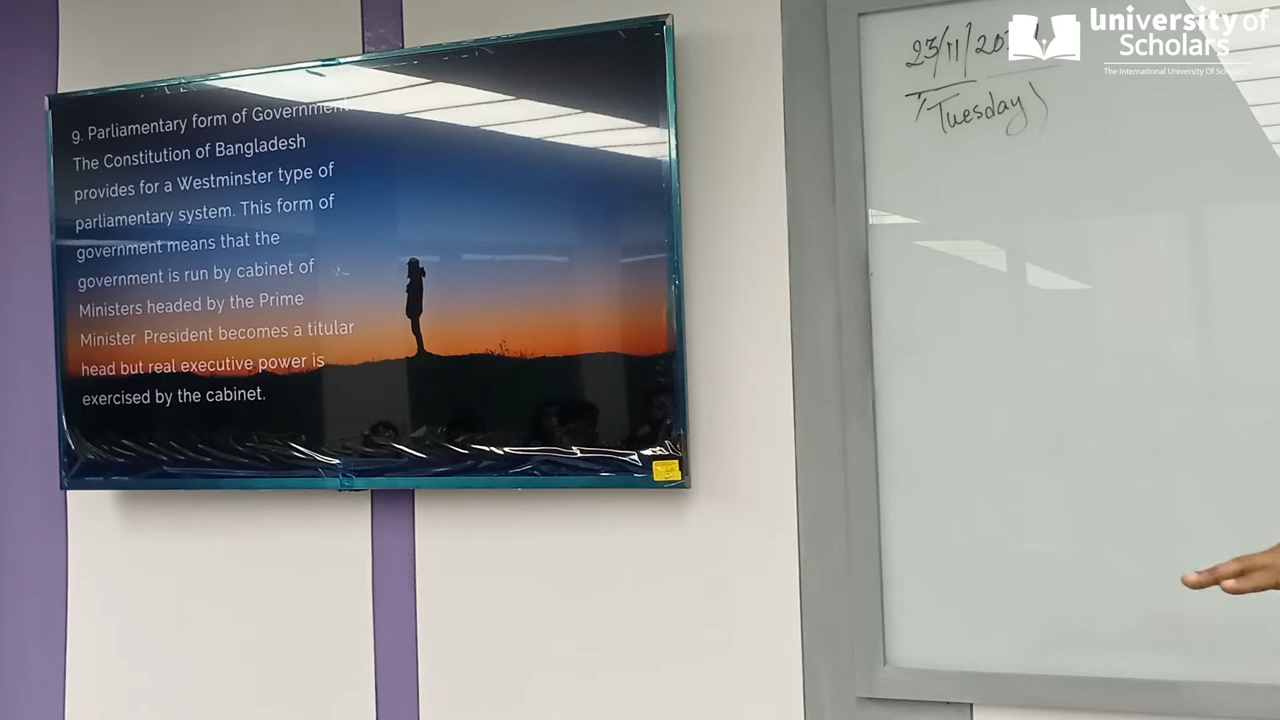 9. Parliamentary form of Government:
The Constitution of Bangladesh
provides for a Westminster type of
parliamentary system. This form of
government means that the
government is run by cabinet of
Ministers headed by the Prime
Minister President becomes a titular
head but real executive power is
exercised by the cabinet.
(Tuesday)
university of
Scholars
The International University Of Scholars